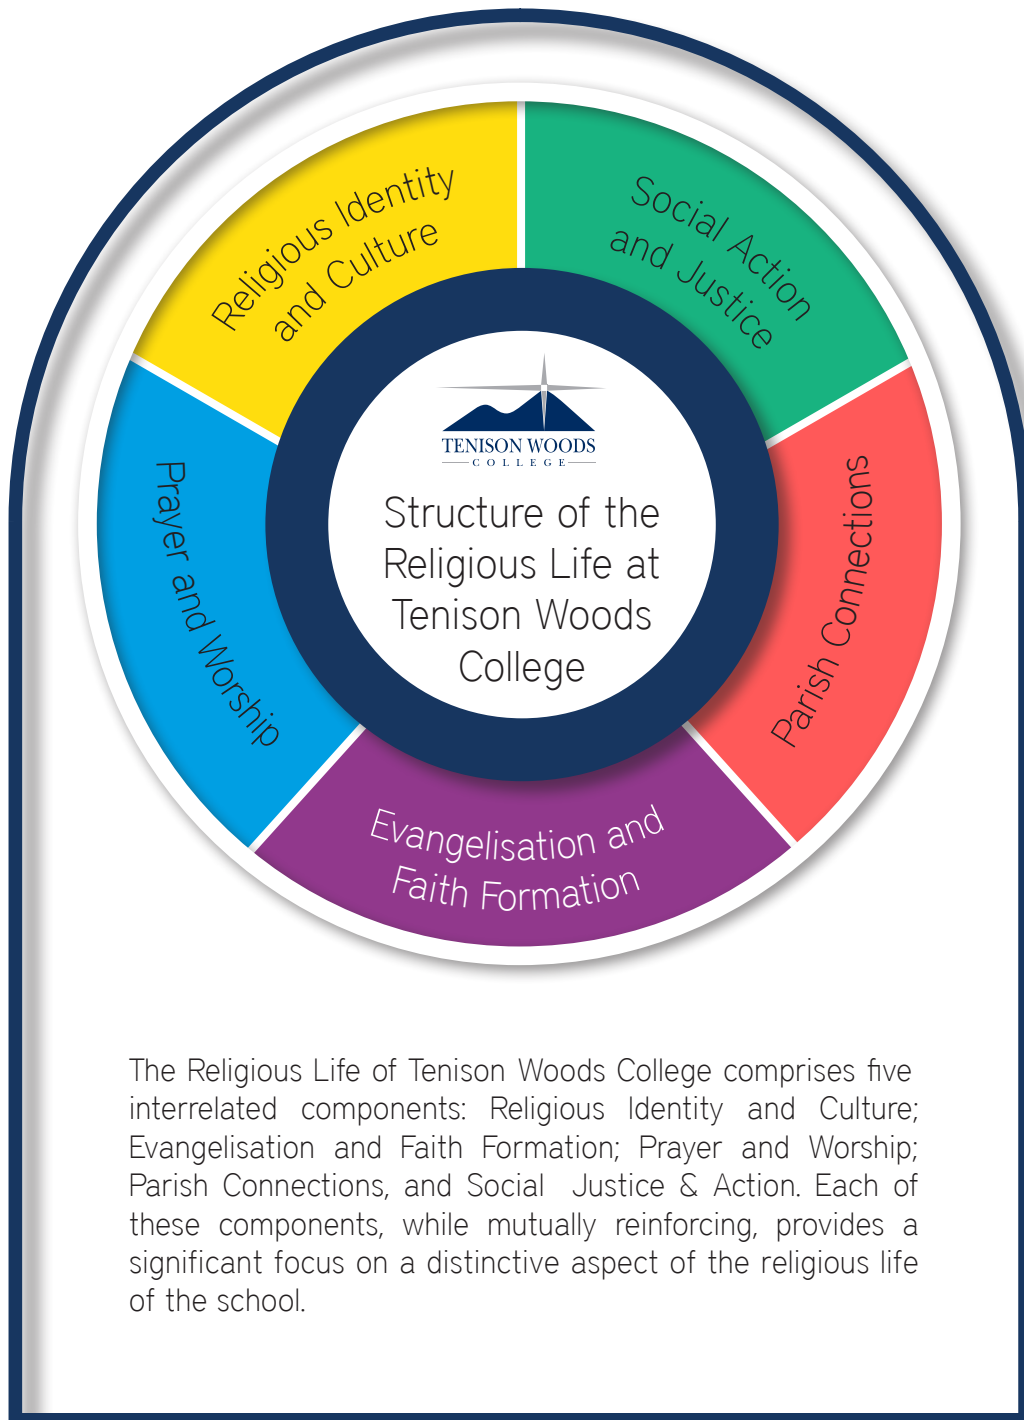 Religious Identity
and Culture
Social Action
and Justice
Parish Connections
Evangelisation and
Faith Formation
Prayer and Worship
TENISON WOODS
COLLEGE
Structure of the
Religious Life at
Tenison Woods
College
The Religious Life of Tenison Woods College comprises five
interrelated components: Religious Identity and Culture;
Evangelisation and Faith Formation; Prayer and Worship;
Parish Connections, and Social Justice & Action. Each of
these components, while mutually reinforcing, provides a
significant focus on a distinctive aspect of the religious life
of the school.